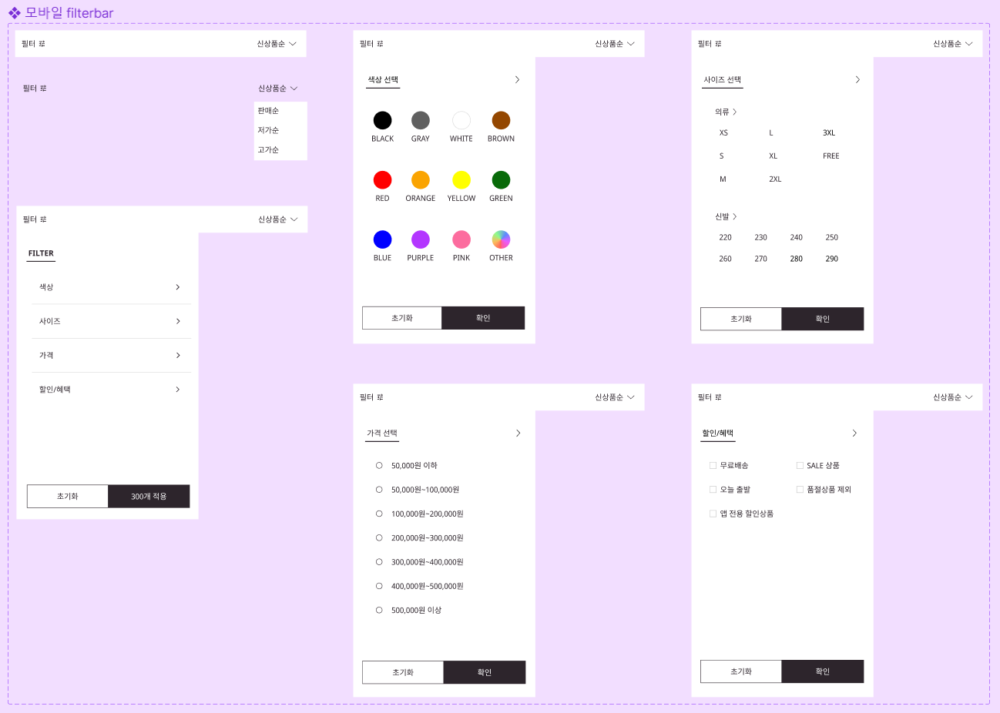 모바일 filterbar
필터 신상품순
필터 신상품순
판매순
저가순
고가순
필터 신상품순
FILTER
색상
사이즈
가격
할인/혜택
초기화 300개 적용
필터 신상품순
색상 선택
BLACK GRAY WHITE BROWN
RED ORANGE YELLOW GREEN
BLUE PURPLE PINK OTHER
초기화 확인
필터 신상품순
사이즈 선택
의류
XS L 3XL
S XL FREE
M 2XL
신발
220 230 240 250
260 270 280 290
초기화 확인
필터 신상품순
가격 선택
50,000원 이하
50,000원~100,000원
100,000원~200,000원
200,000원~300,000원
300,000원~400,000원
400,000원~500,000원
500,000원 이상
초기화 확인
필터 신상품순
할인/혜택
무료배송 SALE 상품
오늘 출발 품절상품 제외
앱 전용 할인상품
초기화 확인